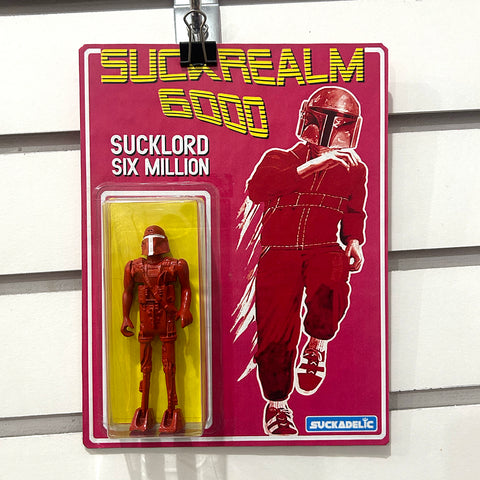 SUCKREALM
6000
SUCKLORD
SIX MILLION
SUCKADELIC